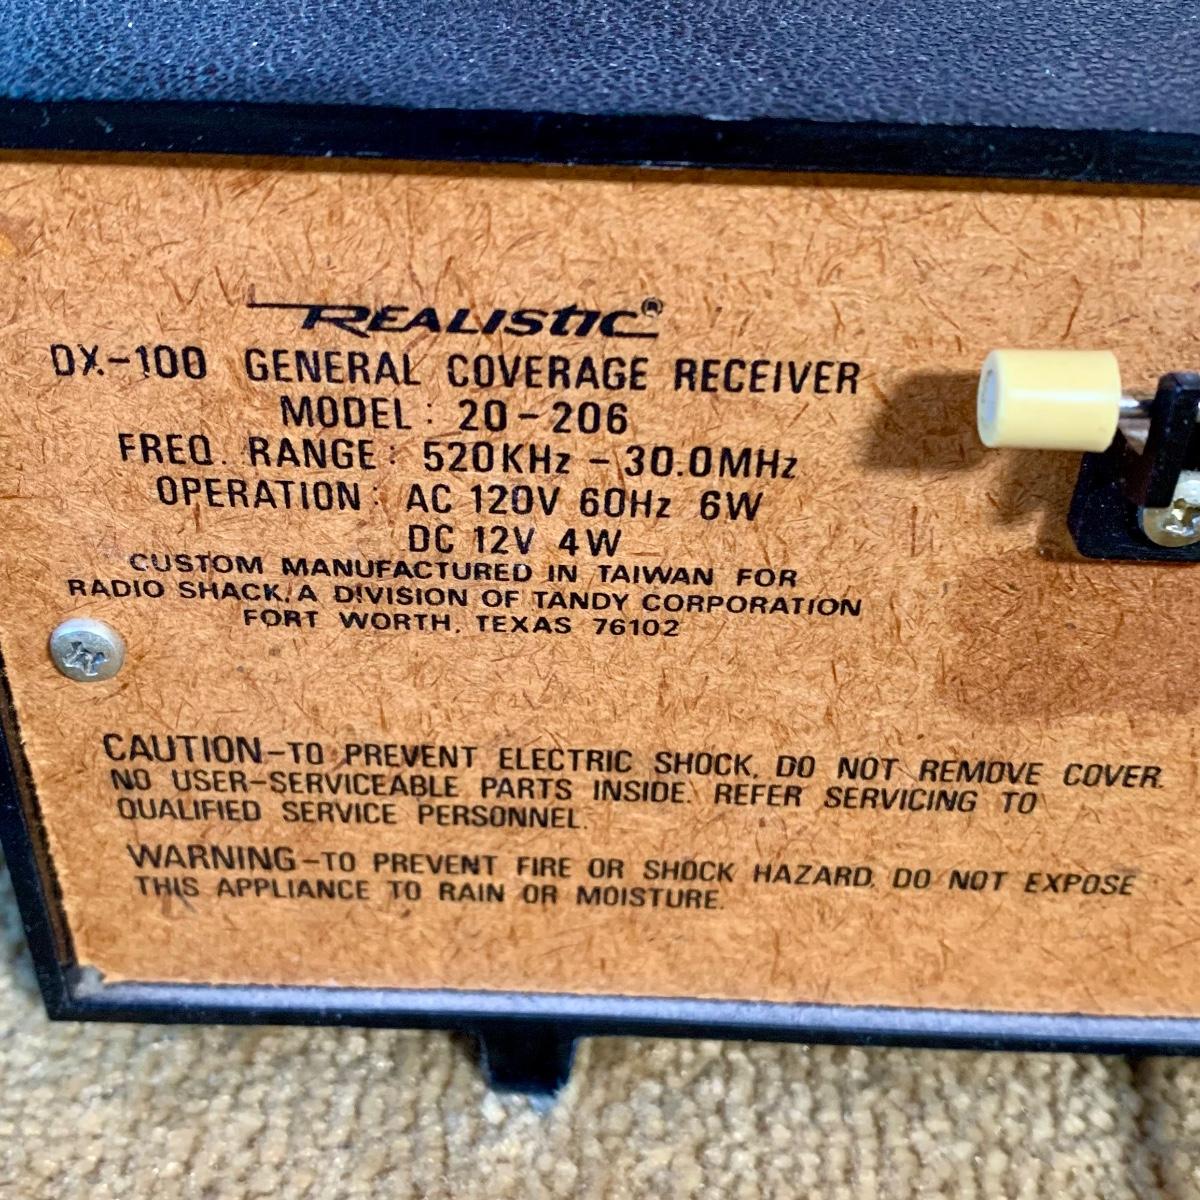 REALISTIC®
DX-100 GENERAL COVERAGE RECEIVER
MODEL: 20-206
FREQ. RANGE: 520KHz - 30.0MHz
OPERATION: AC 120V 60Hz 6W
DC 12V 4W
CUSTOM MANUFACTURED IN TAIWAN FOR
RADIO SHACK, A DIVISION OF TANDY CORPORATION
FORT WORTH, TEXAS 76102
CAUTION-TO PREVENT ELECTRIC SHOCK, DO NOT REMOVE COVER.
NO USER-SERVICEABLE PARTS INSIDE. REFER SERVICING TO
QUALIFIED SERVICE PERSONNEL.
WARNING-TO PREVENT FIRE OR SHOCK HAZARD, DO NOT EXPOSE
THIS APPLIANCE TO RAIN OR MOISTURE.